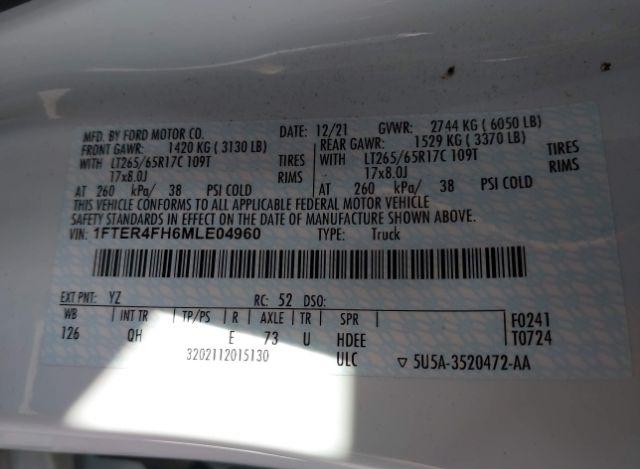 MFD. BY FORD MOTOR CO. DATE: 12/21 GVWR: 2744 KG ( 6050 LB)
FRONT GAWR: 1420 KG ( 3130 LB) REAR GAWR: 1529 KG ( 3370 LB)
WITH LT265/65R17C 109T TIRES WITH LT265/65R17C 109T TIRES
17x8.0J RIMS 17x8.0J RIMS
AT 260 kPa/ 38 PSI COLD AT 260 kPa/ 38 PSI COLD
THIS VEHICLE CONFORMS TO ALL APPLICABLE FEDERAL MOTOR VEHICLE
SAFETY STANDARDS IN EFFECT ON THE DATE OF MANUFACTURE SHOWN ABOVE.
VIN: 1FTER4FH6MLE04960 TYPE: Truck
EXT PNT: YZ RC: 52 DSO:
WB INT TR TP/PS R AXLE TR SPR F0241
126 QH E 73 U HDEE T0724
3202112015130 ULC ▽ 5U5A-3520472-AA